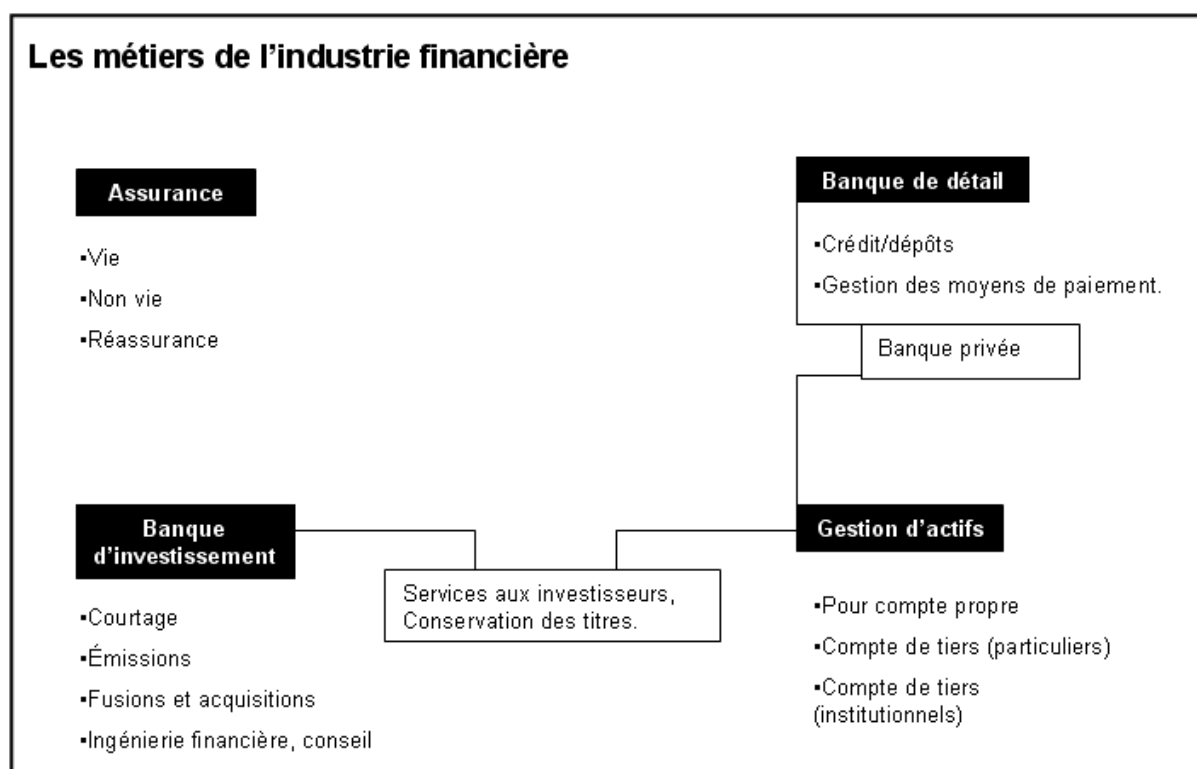 Les métiers de l'industrie financière
Assurance
▪Vie
▪Non vie
▪Réassurance
Banque de détail
▪Crédit/dépôts
▪Gestion des moyens de paiement.
Banque privée
Banque
d'investissement
▪Courtage
▪Émissions
▪Fusions et acquisitions
▪Ingénierie financière, conseil
Services aux investisseurs,
Conservation des titres.
Gestion d'actifs
▪Pour compte propre
▪Compte de tiers (particuliers)
▪Compte de tiers
(institutionnels)